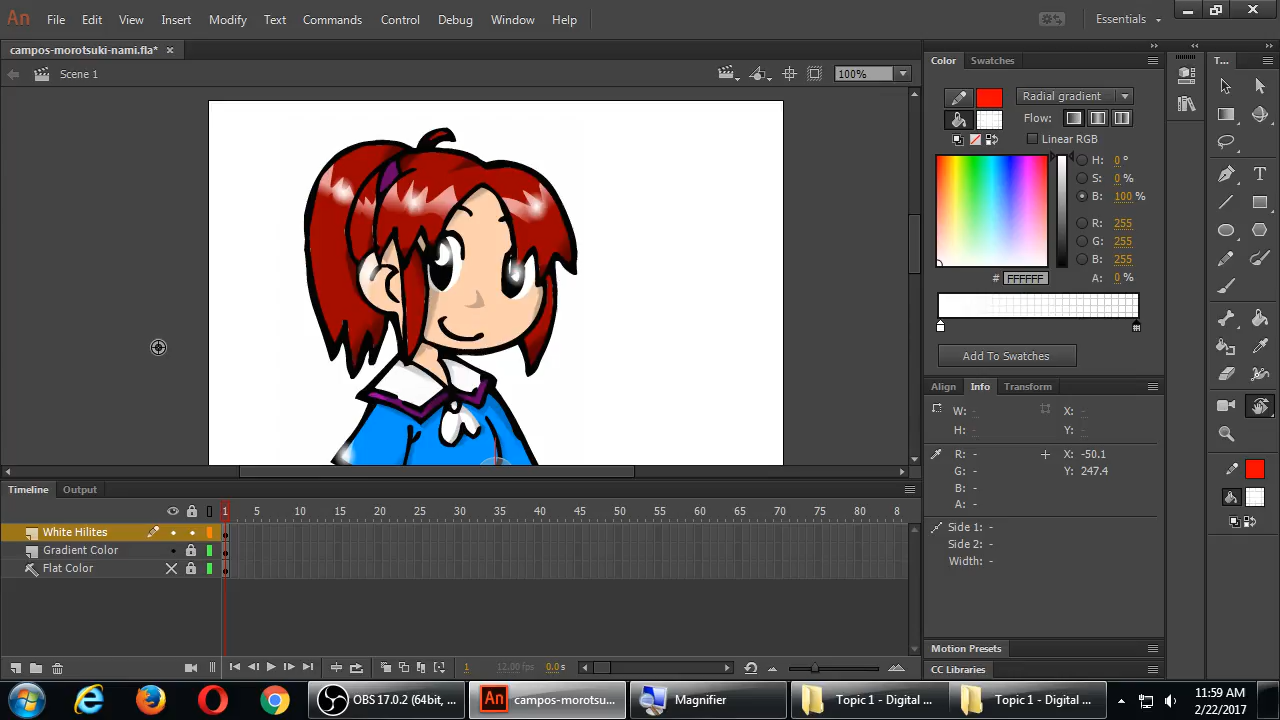 An File Edit View Insert Modify Text Commands Control Debug Window Help Essentials
campos-morotsuki-nami.fla* ×
Scene 1 100%
Color Swatches T...
Radial gradient
Flow:
Linear RGB
H: 0 °
S: 0 %
B: 100 %
R: 255
G: 255
B: 255
# FFFFFF A: 0 %
Add To Swatches
Align Info Transform
W: - X: -
H: - Y: -
R: - X: -50.1
G: - Y: 247.4
B: -
A: -
Side 1: -
Side 2: -
Width: -
Timeline Output
1 5 10 15 20 25 30 35 40 45 50 55 60 65 70 75 80 8
White Hilites
Gradient Color
Flat Color
1 12.00 fps 0.0 s
Motion Presets
CC Libraries
OBS 17.0.2 (64bit, ... An campos-morotsu... Magnifier Topic 1 - Digital ... Topic 1 - Digital ... 11:59 AM
2/22/2017